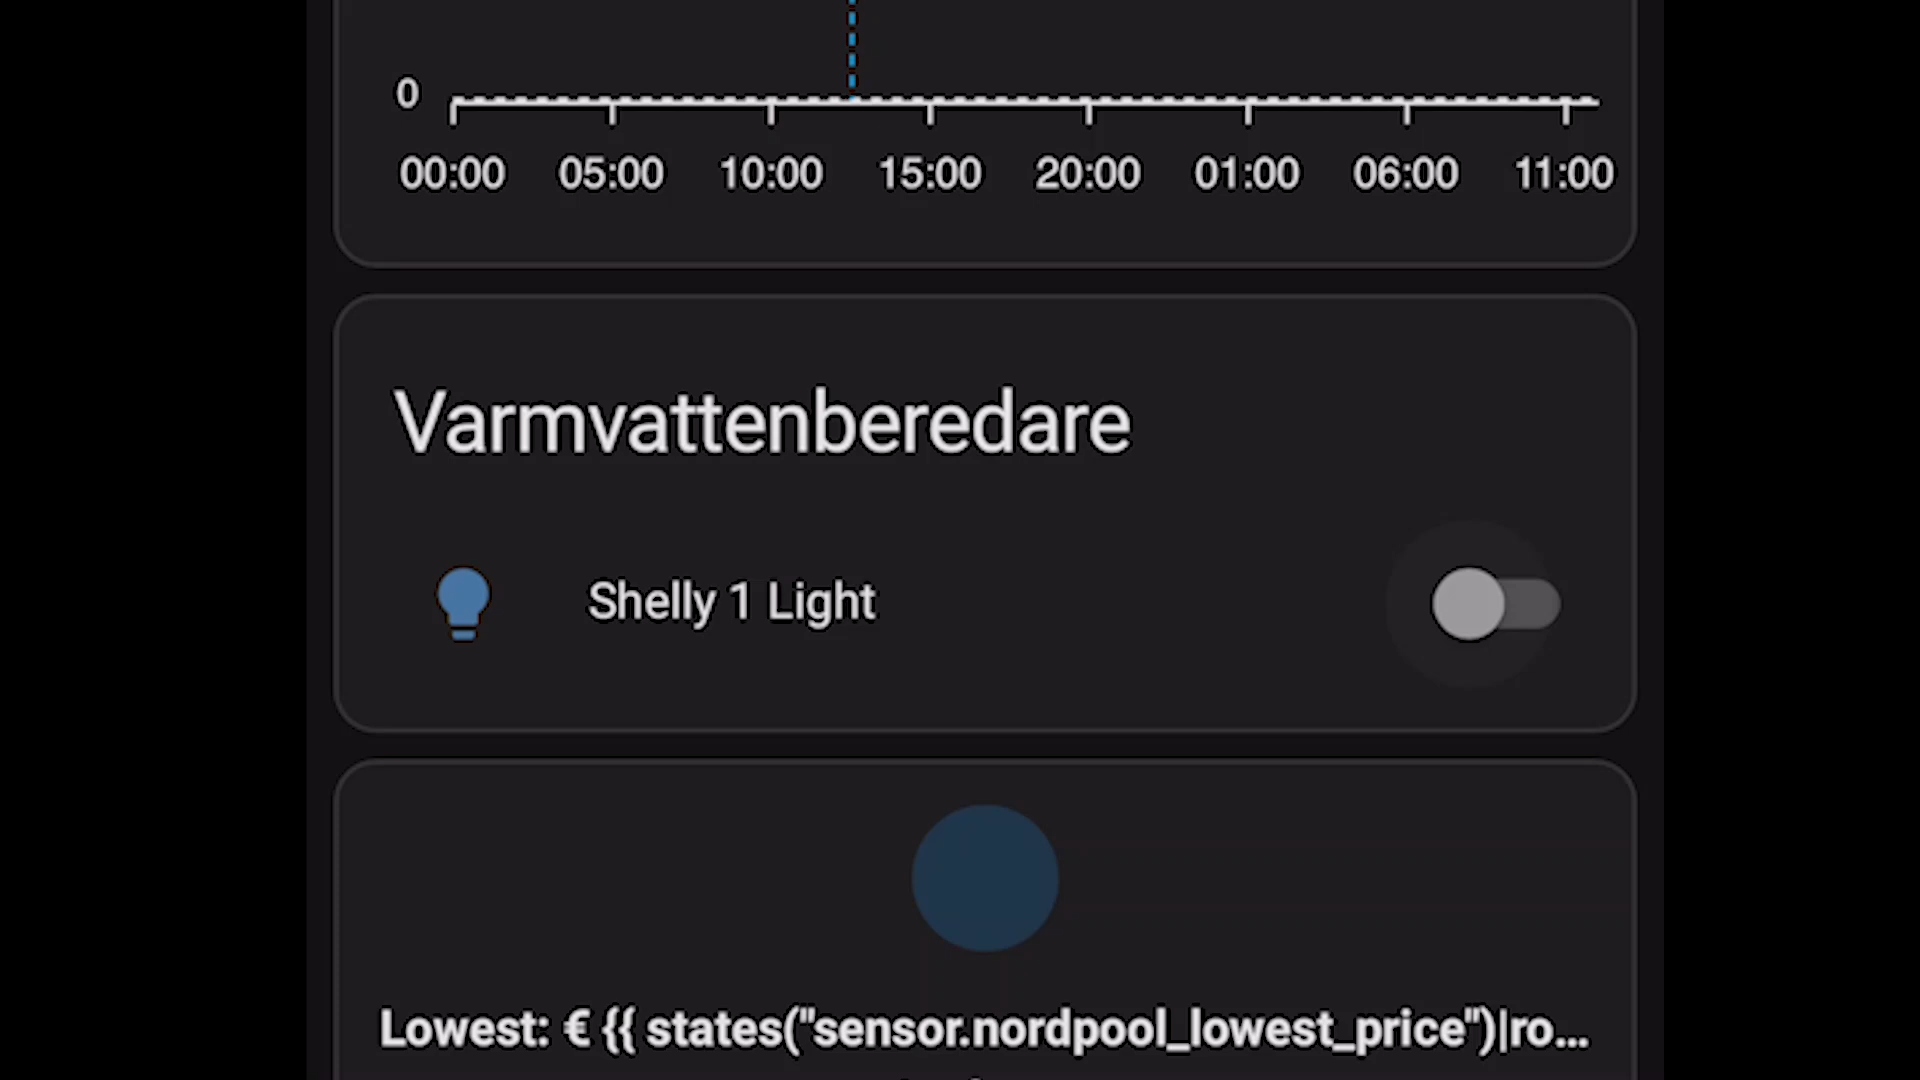 0
00:00 05:00 10:00 15:00 20:00 01:00 06:00 11:00
Varmvattenberedare
Shelly 1 Light
Lowest: € {{ states("sensor.nordpool_lowest_price")|ro...